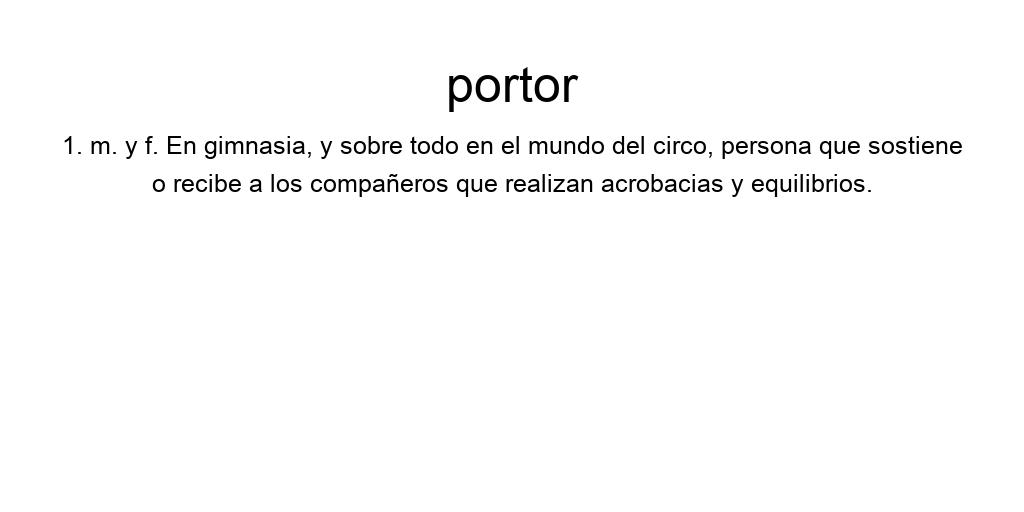 portor
1. m. y f. En gimnasia, y sobre todo en el mundo del circo, persona que sostiene
o recibe a los compañeros que realizan acrobacias y equilibrios.